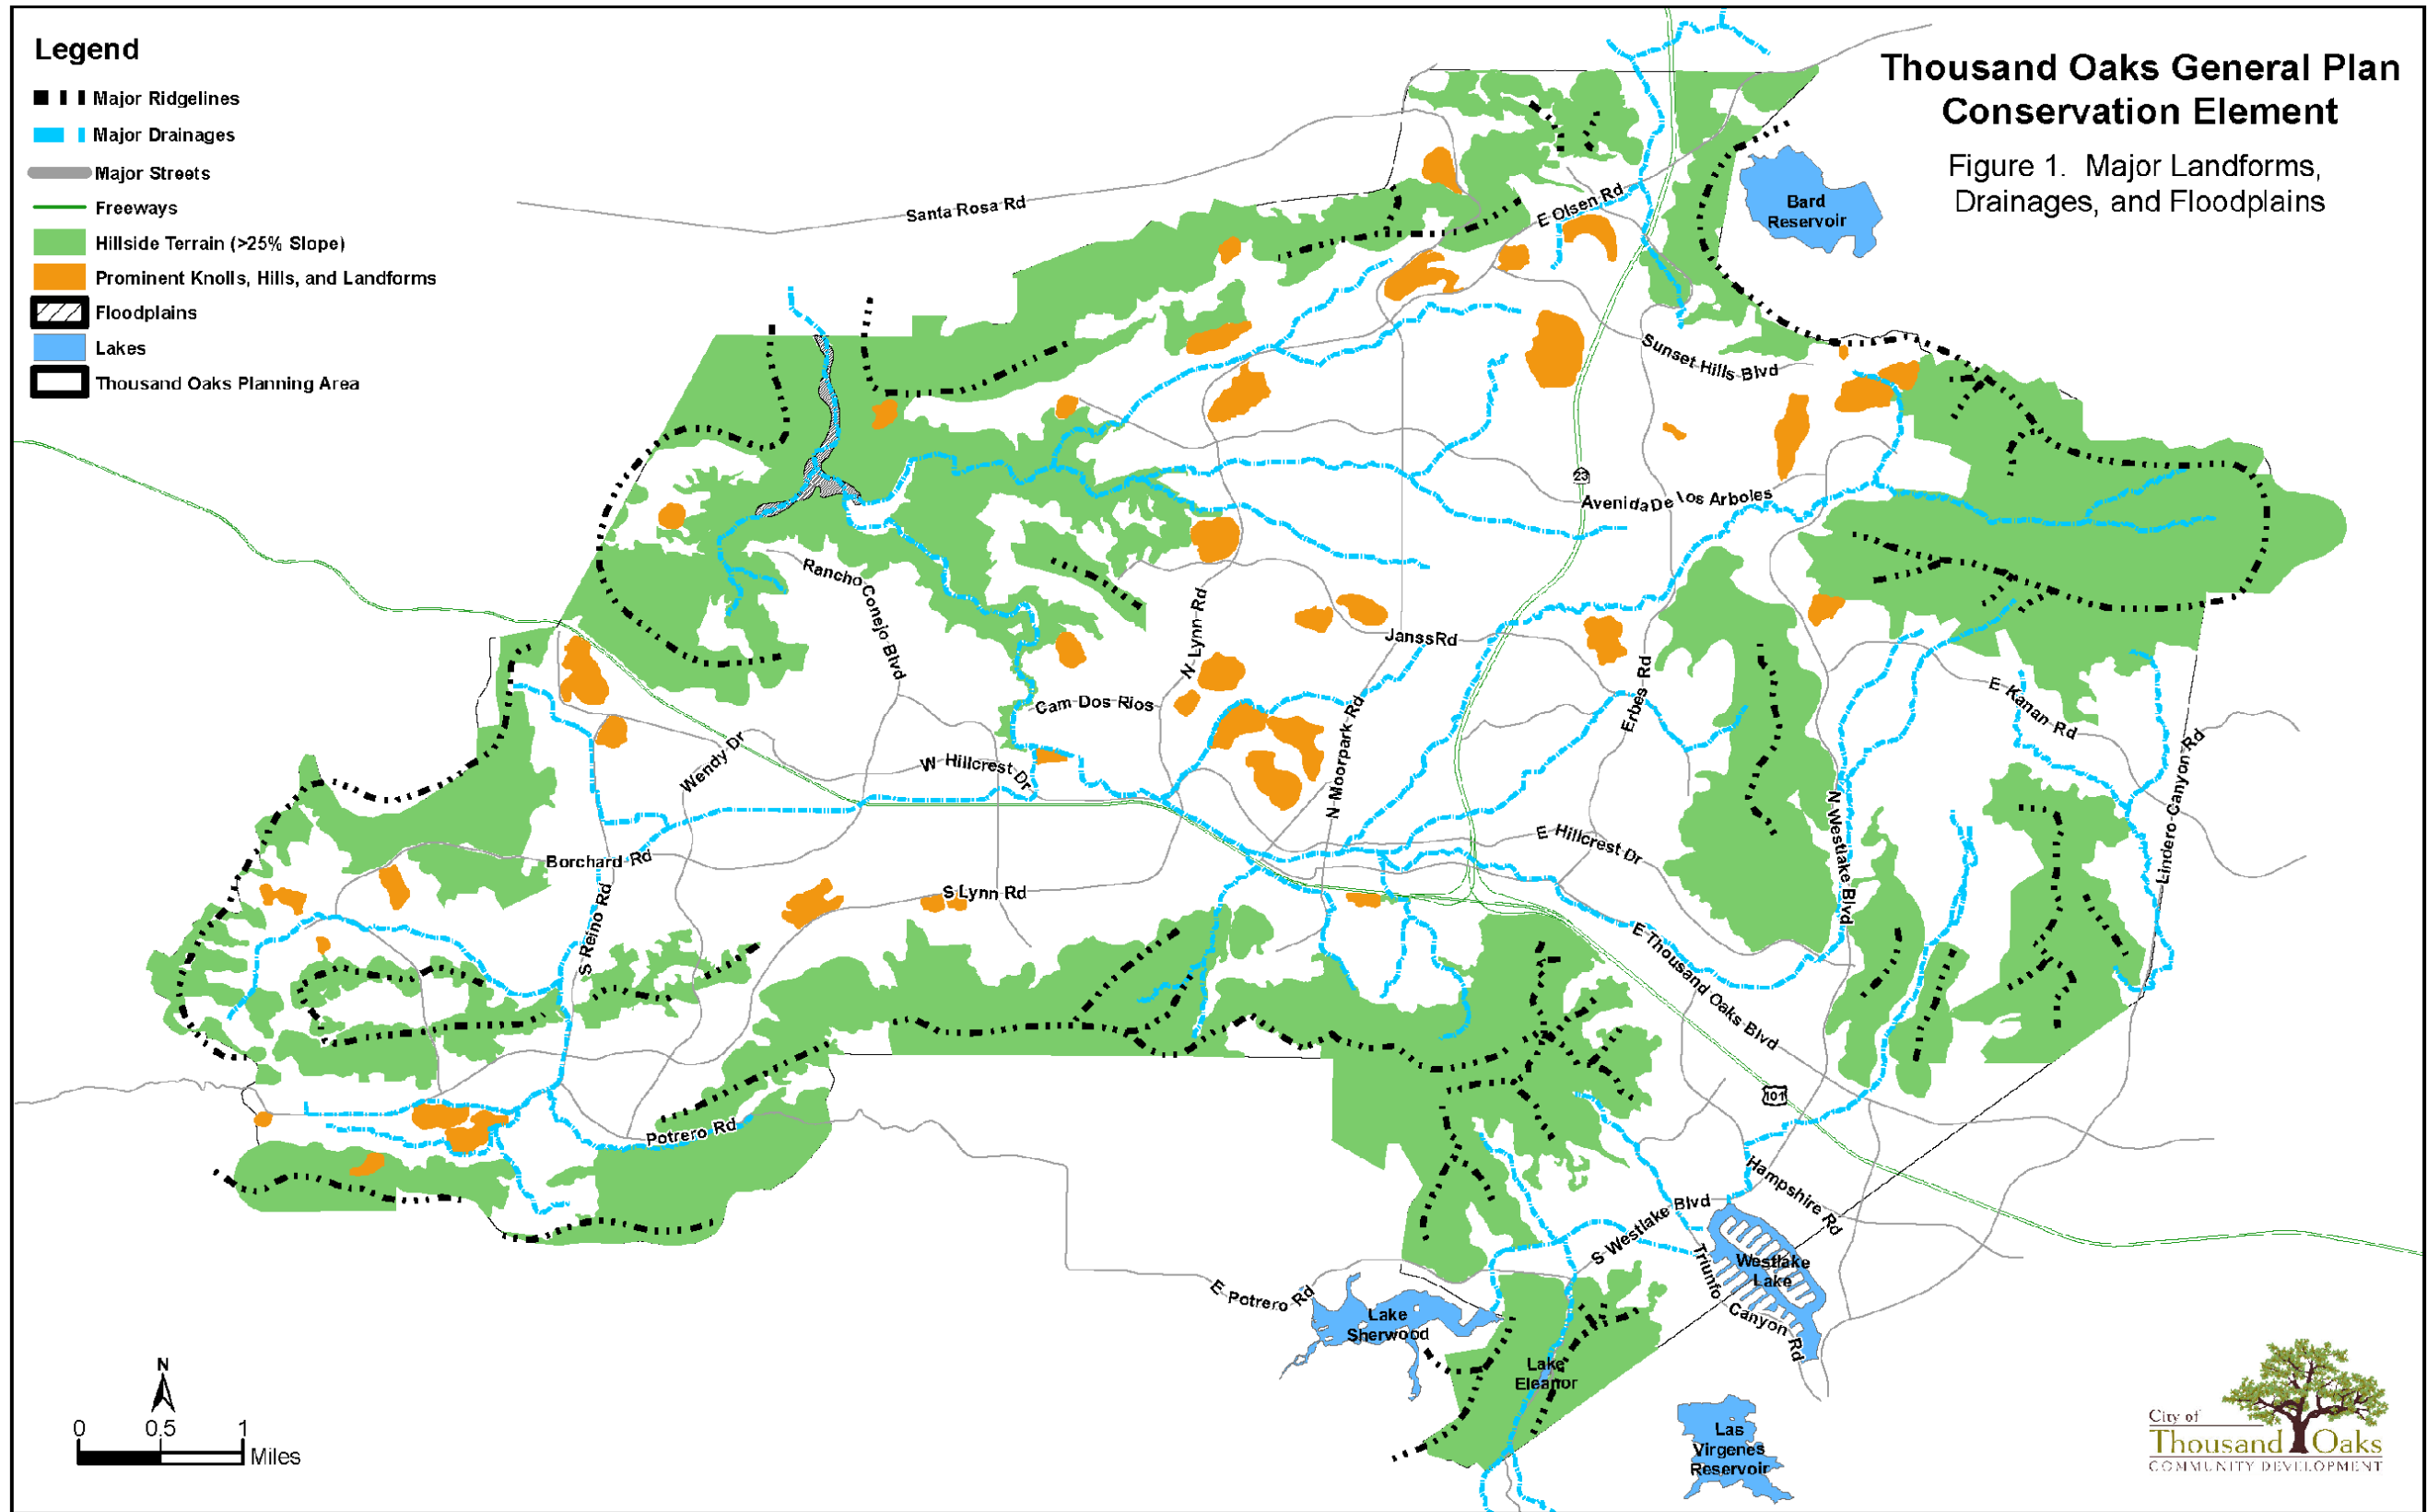 Legend
Major Ridgelines
Major Drainages
Major Streets
Freeways
Hillside Terrain (>25% Slope)
Prominent Knolls, Hills, and Landforms
Floodplains
Lakes
Thousand Oaks Planning Area
Thousand Oaks General Plan
Conservation Element
Figure 1. Major Landforms,
Drainages, and Floodplains
Santa Rosa Rd
E Olsen Rd
Bard
Reservoir
Sunset Hills Blvd
23
Avenida De Los Arboles
Rancho Conejo Blvd
N Lynn Rd
Janss Rd
Erbes Rd
E Kanan Rd
Cam Dos Rios
Wendy Dr
W Hillcrest Dr
N Moorpark Rd
N Westlake Blvd
Lindero Canyon Rd
E Hillcrest Dr
Borchard Rd
S Reino Rd
S Lynn Rd
E Thousand Oaks Blvd
101
Potrero Rd
Hampshire Rd
S Westlake Blvd
Westlake
Lake
Triunfo Canyon Rd
E Potrero Rd
Lake
Sherwood
Lake
Eleanor
Las
Virgenes
Reservoir
N
0 0.5 1
Miles
City of
Thousand Oaks
COMMUNITY DEVELOPMENT